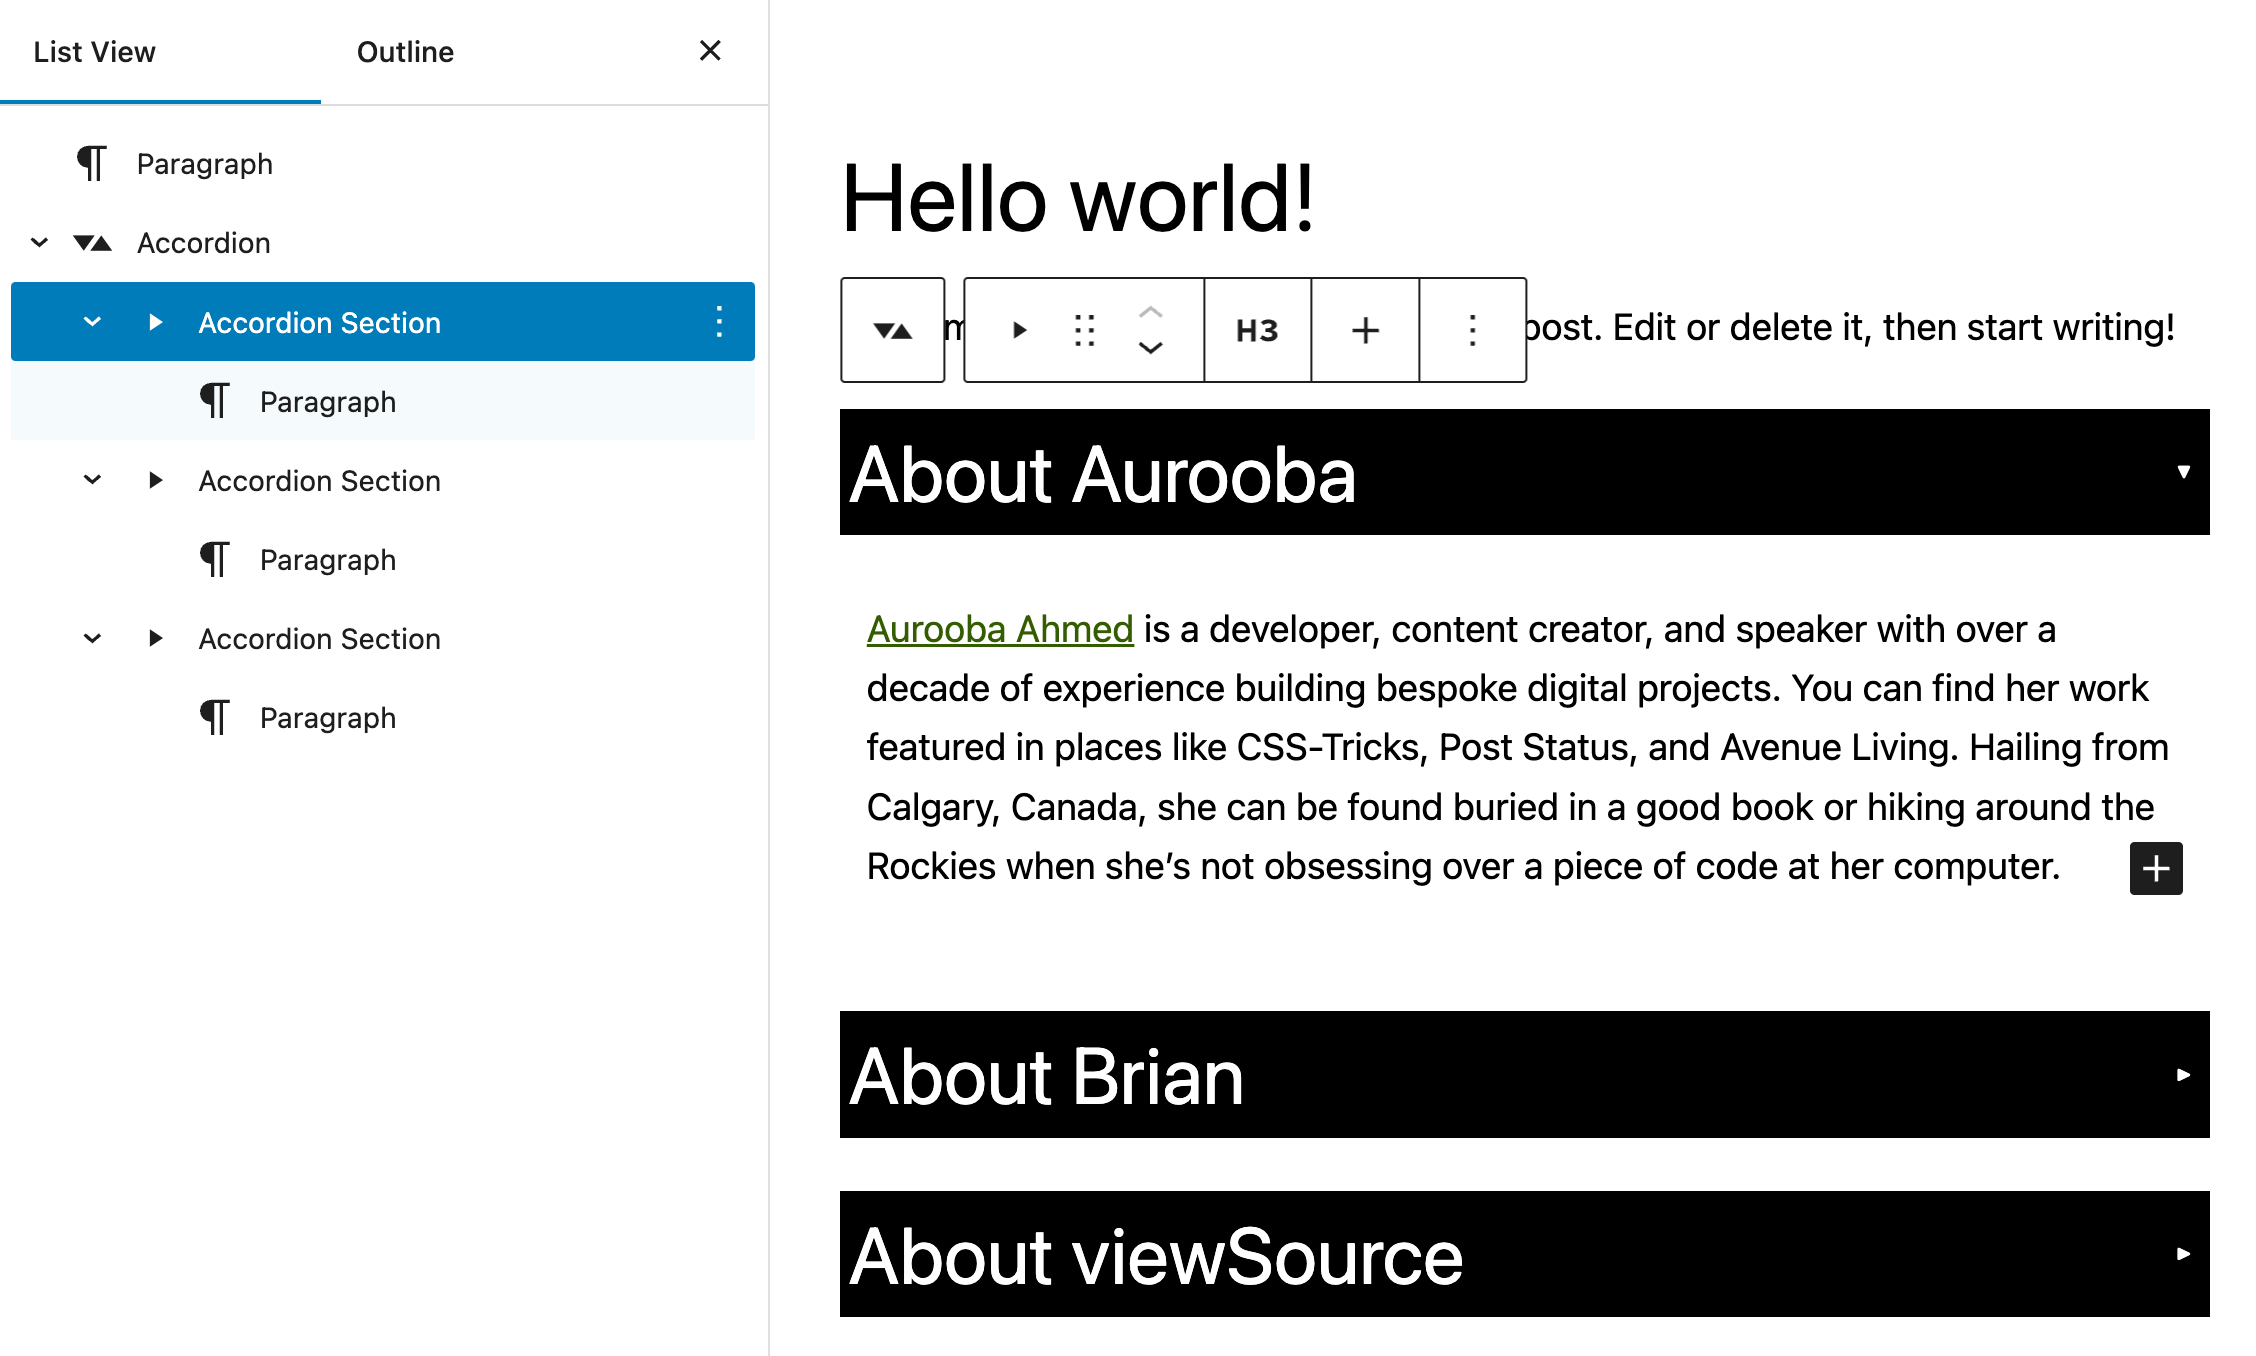 List View
Outline
Paragraph
Accordion
Accordion Section
Paragraph
Accordion Section
Paragraph
Accordion Section
Paragraph
Hello world!
H3
post. Edit or delete it, then start writing!
About Aurooba
Aurooba Ahmed is a developer, content creator, and speaker with over a
decade of experience building bespoke digital projects. You can find her work
featured in places like CSS-Tricks, Post Status, and Avenue Living. Hailing from
Calgary, Canada, she can be found buried in a good book or hiking around the
Rockies when she’s not obsessing over a piece of code at her computer.
About Brian
About viewSource